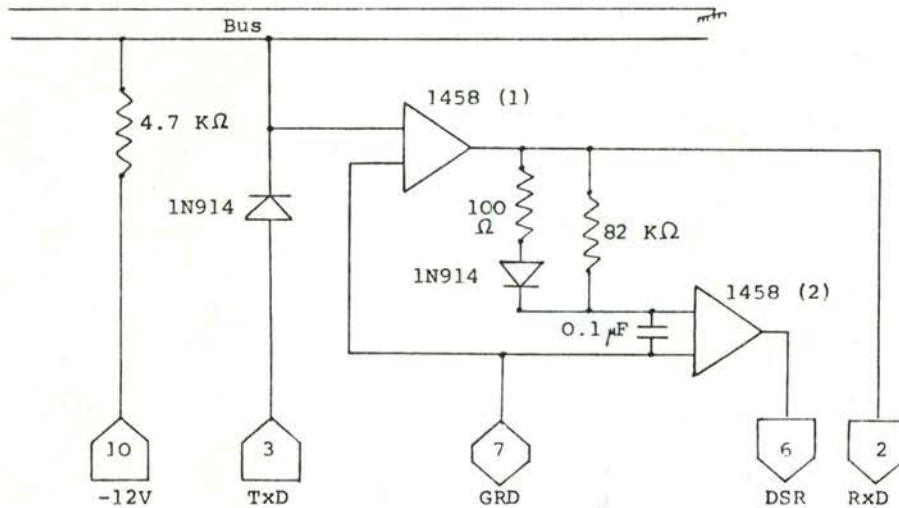 Bus
1458 (1)
4.7 KΩ
1N914
100
Ω
82 KΩ
1N914
1458 (2)
0.1 µF
10
3
7
6
2
-12V
TxD
GRD
DSR
RxD